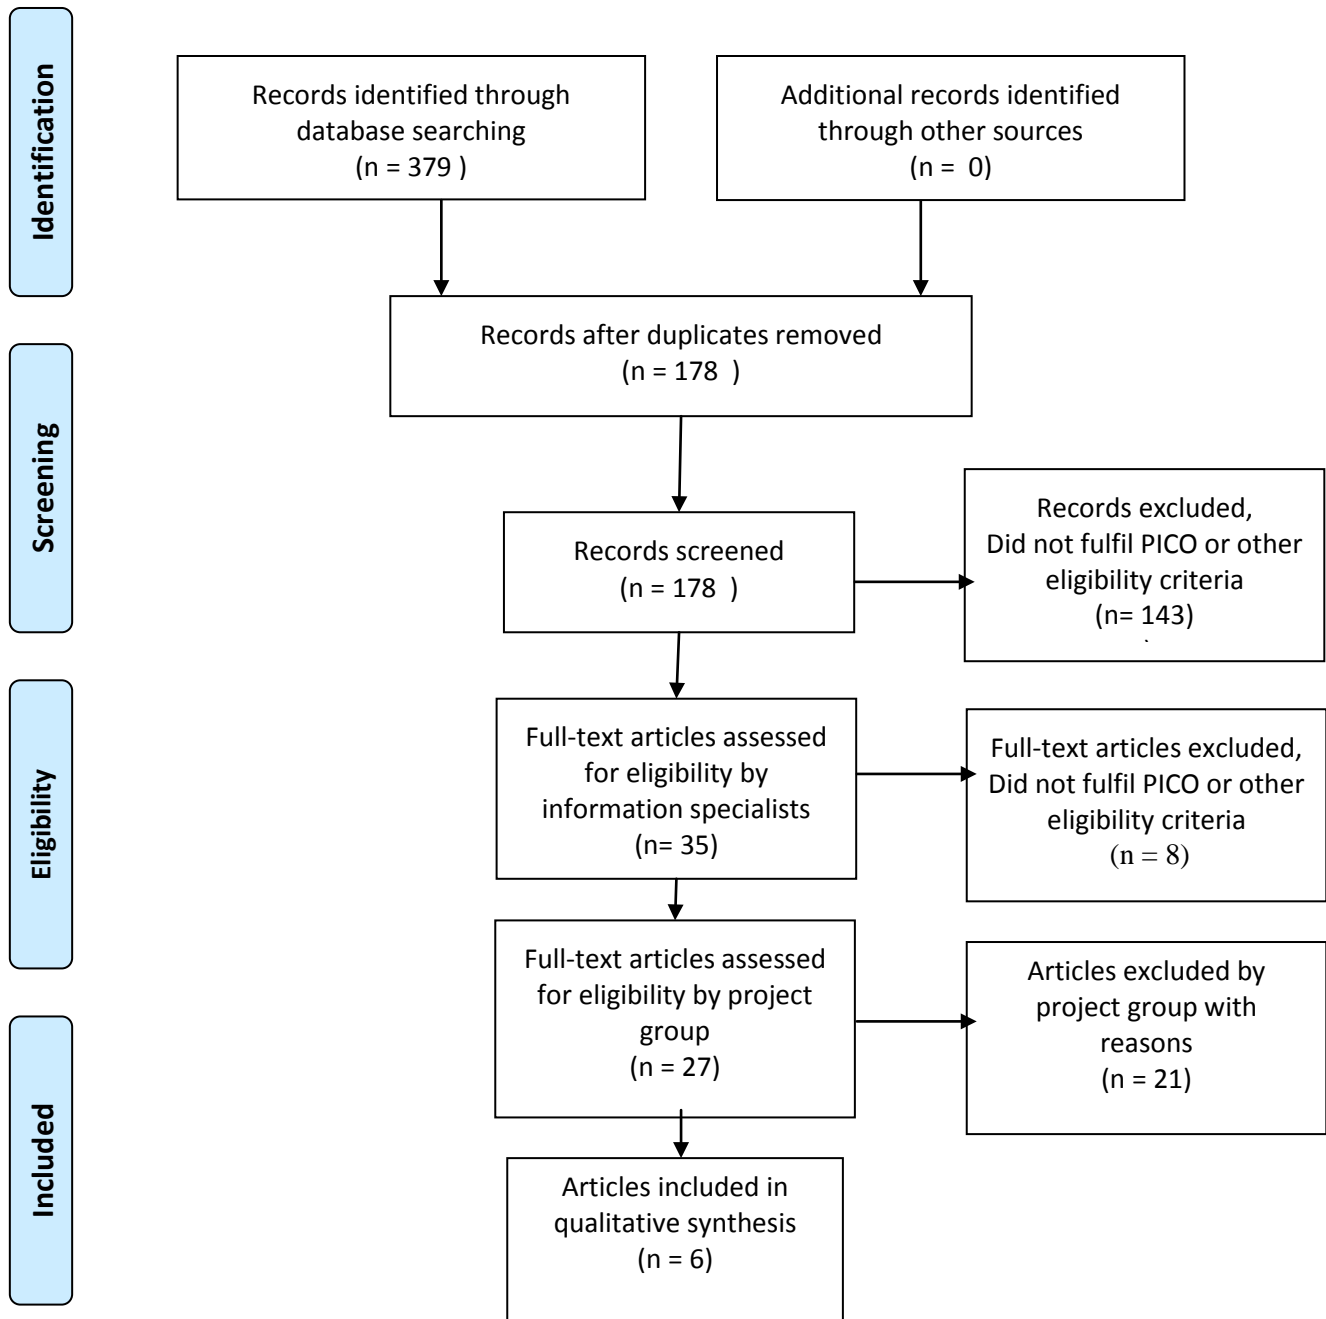 Identification
Records identified through
database searching
(n = 379 )
Additional records identified
through other sources
(n =  0)
Records after duplicates removed
(n = 178  )
Screening
Records screened
(n = 178  )
Records excluded,
Did not fulfil PICO or other
eligibility criteria
(n= 143)
Eligibility
Full-text articles assessed
for eligibility by
information specialists
(n= 35)
Full-text articles excluded,
Did not fulfil PICO or other
eligibility criteria
(n = 8)
Full-text articles assessed
for eligibility by project
group
(n = 27)
Articles excluded by
project group with
reasons
(n = 21)
Included
Articles included in
qualitative synthesis
(n = 6)